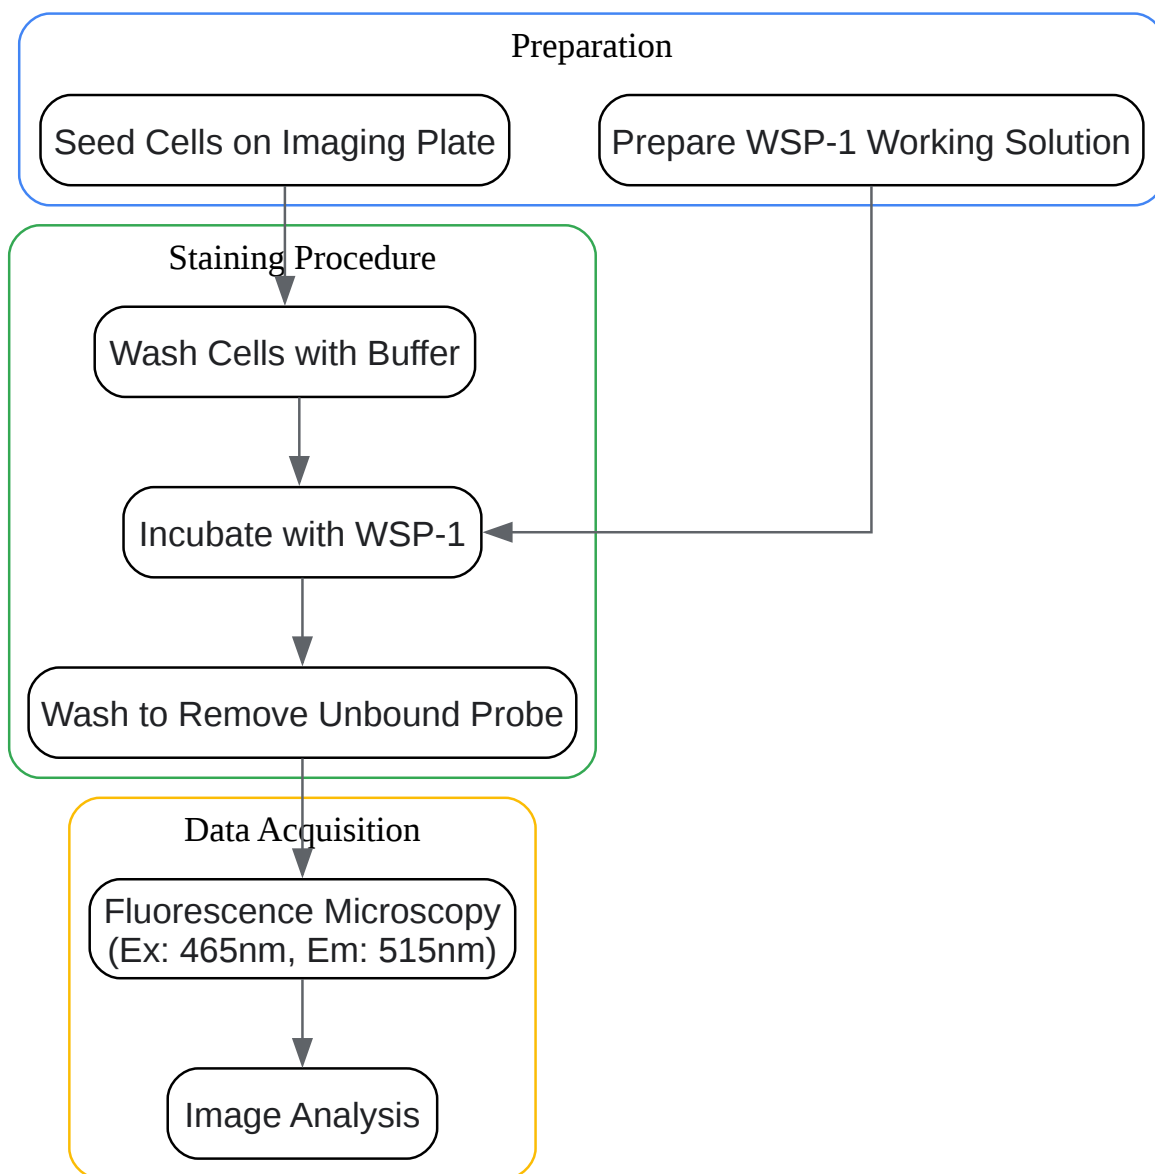 Preparation
Seed Cells on Imaging Plate
Prepare WSP-1 Working Solution
Staining Procedure
Wash Cells with Buffer
Incubate with WSP-1
Wash to Remove Unbound Probe
Data Acquisition
Fluorescence Microscopy
(Ex: 465nm, Em: 515nm)
Image Analysis